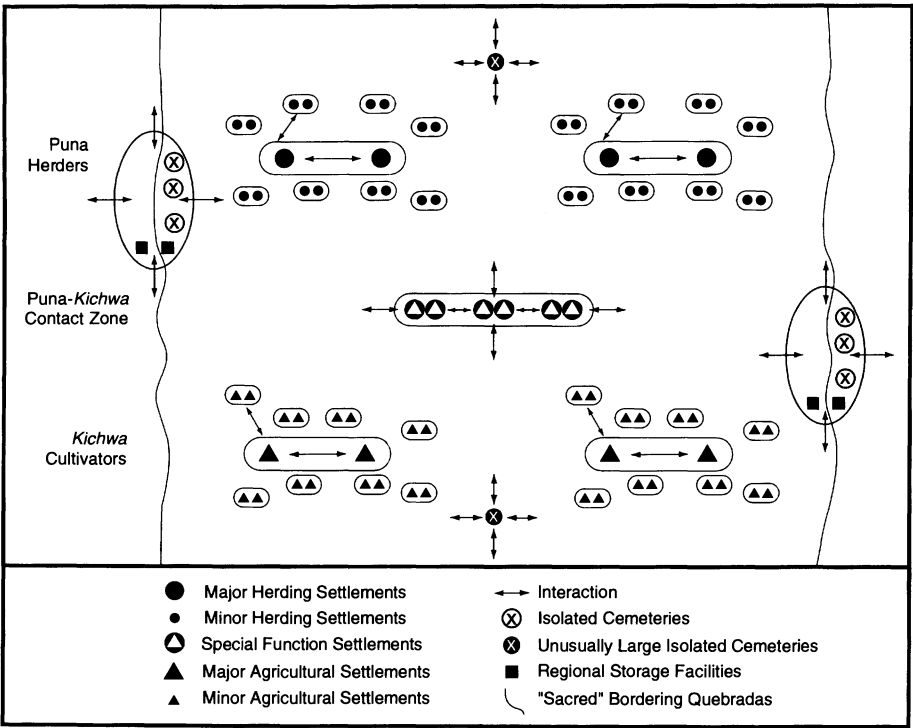 Puna
Herders
Puna-Kichwa
Contact Zone
Kichwa
Cultivators
X
X
X
X
X
X
X
X
Major Herding Settlements
Minor Herding Settlements
Special Function Settlements
Major Agricultural Settlements
Minor Agricultural Settlements
Interaction
X Isolated Cemeteries
X Unusually Large Isolated Cemeteries
Regional Storage Facilities
"Sacred" Bordering Quebradas